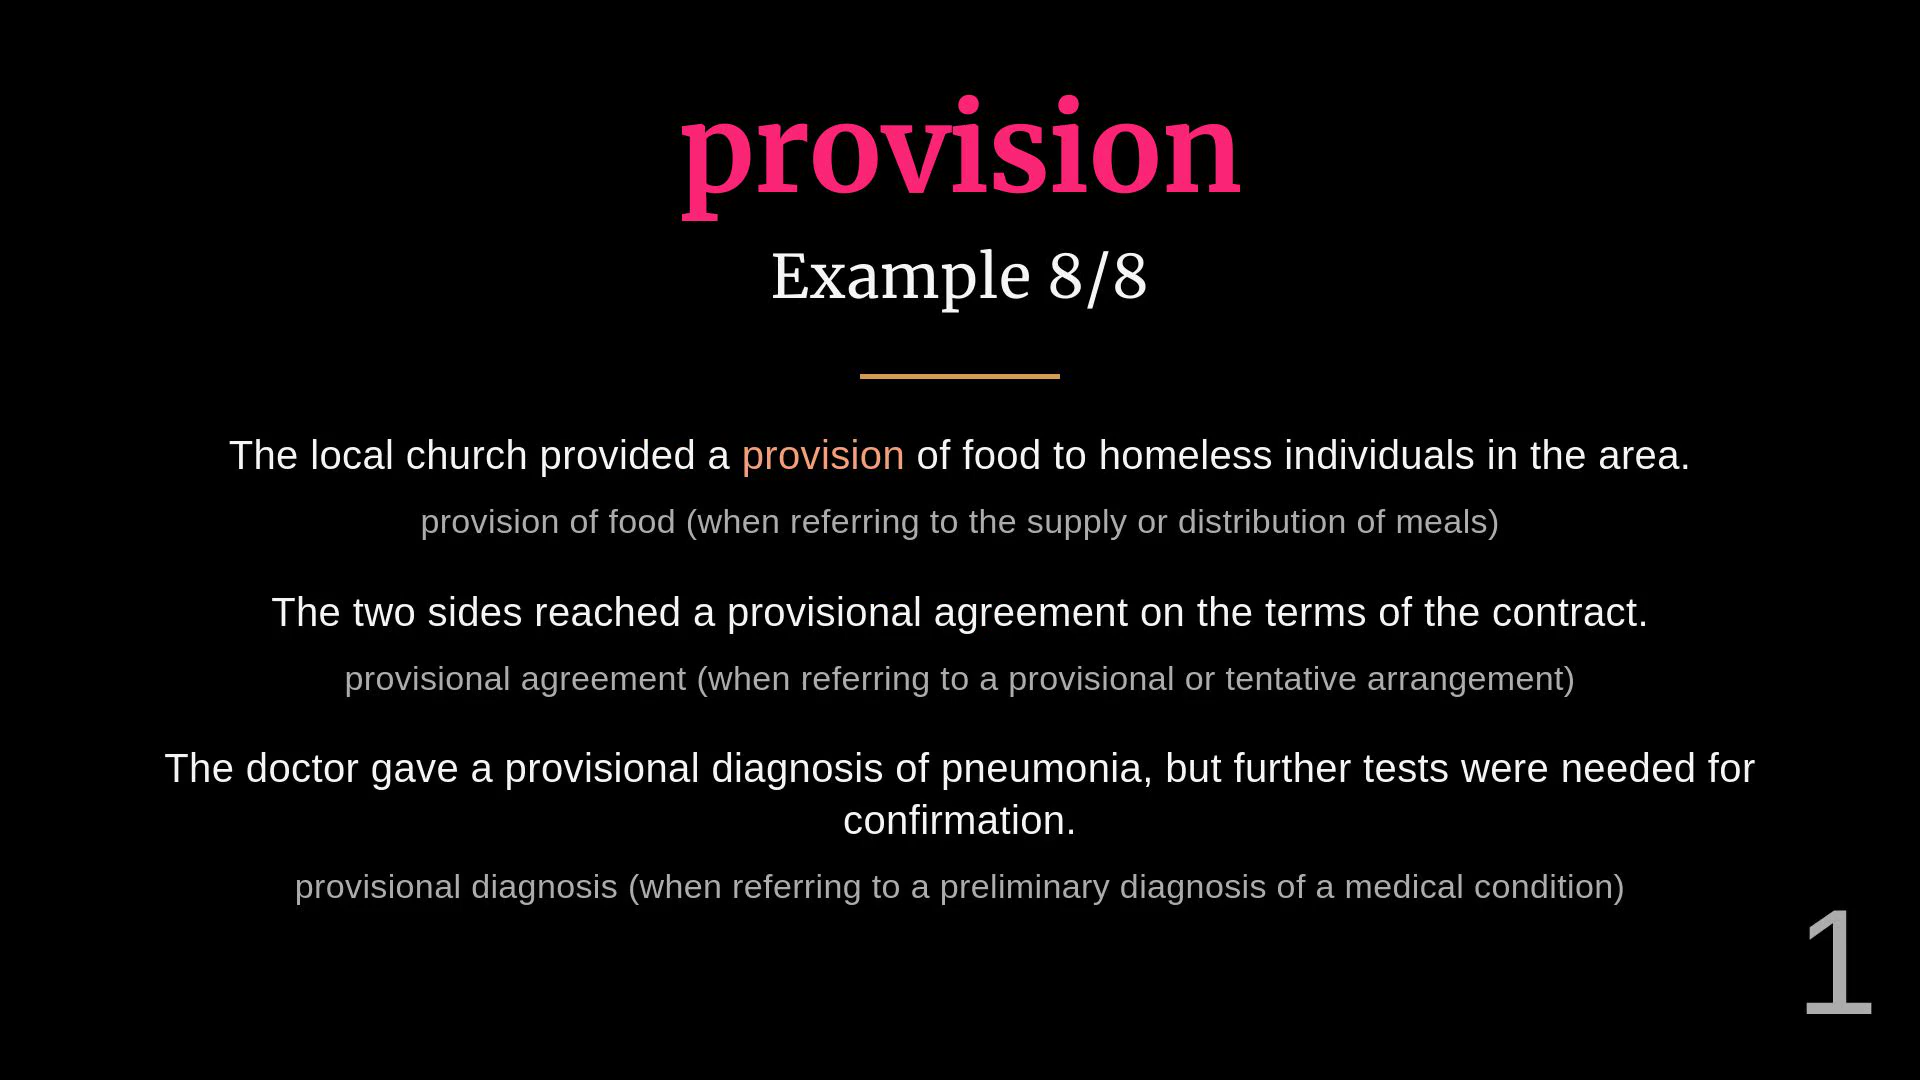 provision
Example 8/8
The local church provided a provision of food to homeless individuals in the area.
provision of food (when referring to the supply or distribution of meals)
The two sides reached a provisional agreement on the terms of the contract.
provisional agreement (when referring to a provisional or tentative arrangement)
The doctor gave a provisional diagnosis of pneumonia, but further tests were needed for
confirmation.
provisional diagnosis (when referring to a preliminary diagnosis of a medical condition)
1